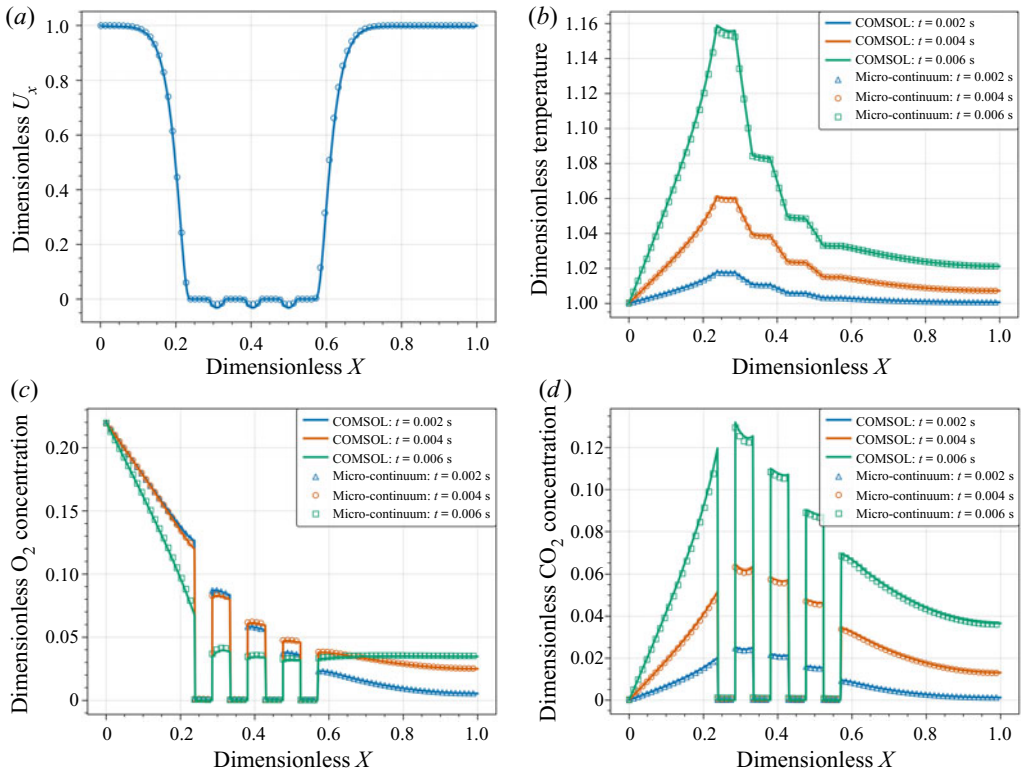 (a)
1.0
0.8
0.6
0.4
0.2
0
Dimensionless U_x
0
0.2
0.4
0.6
0.8
1.0
Dimensionless X
(b)
1.16
1.14
1.12
1.10
1.08
1.06
1.04
1.02
1.00
Dimensionless temperature
COMSOL: t = 0.002 s
COMSOL: t = 0.004 s
COMSOL: t = 0.006 s
Micro-continuum: t = 0.002 s
Micro-continuum: t = 0.004 s
Micro-continuum: t = 0.006 s
0
0.2
0.4
0.6
0.8
1.0
Dimensionless X
(c)
0.20
0.15
0.10
0.05
0
Dimensionless O₂ concentration
COMSOL: t = 0.002 s
COMSOL: t = 0.004 s
COMSOL: t = 0.006 s
Micro-continuum: t = 0.002 s
Micro-continuum: t = 0.004 s
Micro-continuum: t = 0.006 s
0
0.2
0.4
0.6
0.8
1.0
Dimensionless X
(d)
0.12
0.10
0.08
0.06
0.04
0.02
0
Dimensionless CO₂ concentration
COMSOL: t = 0.002 s
COMSOL: t = 0.004 s
COMSOL: t = 0.006 s
Micro-continuum: t = 0.002 s
Micro-continuum: t = 0.004 s
Micro-continuum: t = 0.006 s
0
0.2
0.4
0.6
0.8
1.0
Dimensionless X